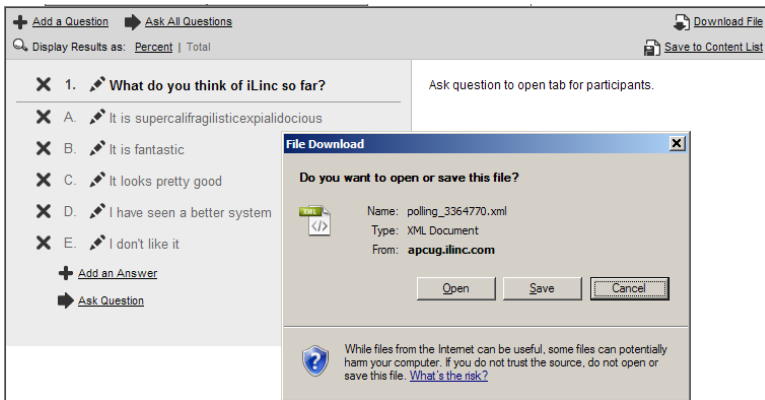 Add a Question Ask All Questions Download File
Display Results as: Percent | Total Save to Content List
1. What do you think of iLinc so far?
Ask question to open tab for participants.
A. It is supercalifragilisticexpialidocious
B. It is fantastic
C. It looks pretty good
D. I have seen a better system
E. I don't like it
Add an Answer
Ask Question
File Download
Do you want to open or save this file?
XML
Name: polling_3364770.xml
Type: XML Document
From: apcug.ilinc.com
Open Save Cancel
While files from the Internet can be useful, some files can potentially
harm your computer. If you do not trust the source, do not open or
save this file. What's the risk?